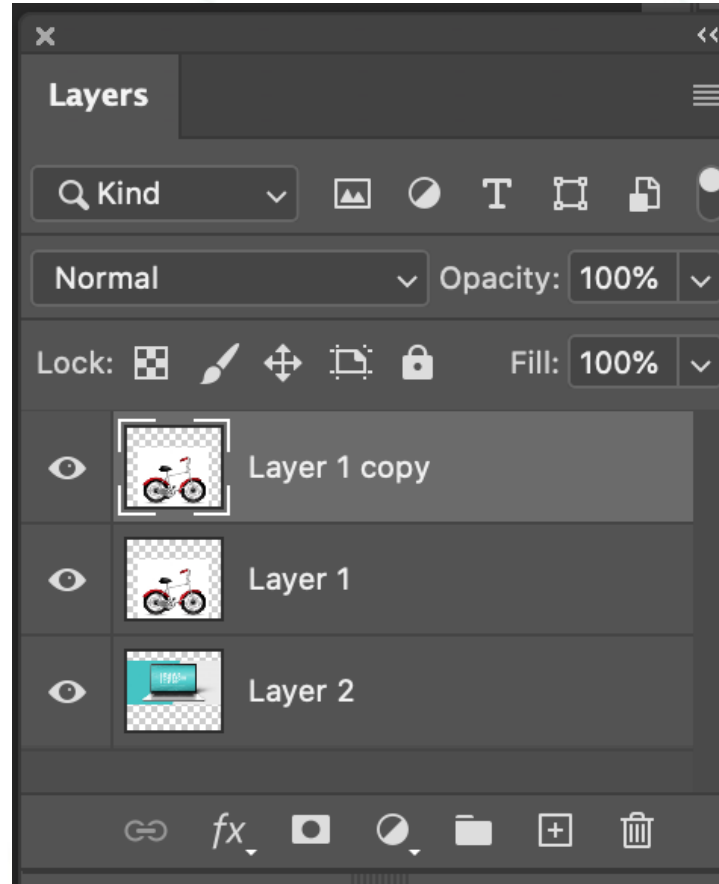 Layers
Kind
Normal Opacity: 100%
Lock: Fill: 100%
Layer 1 copy
Layer 1
Layer 2
fx